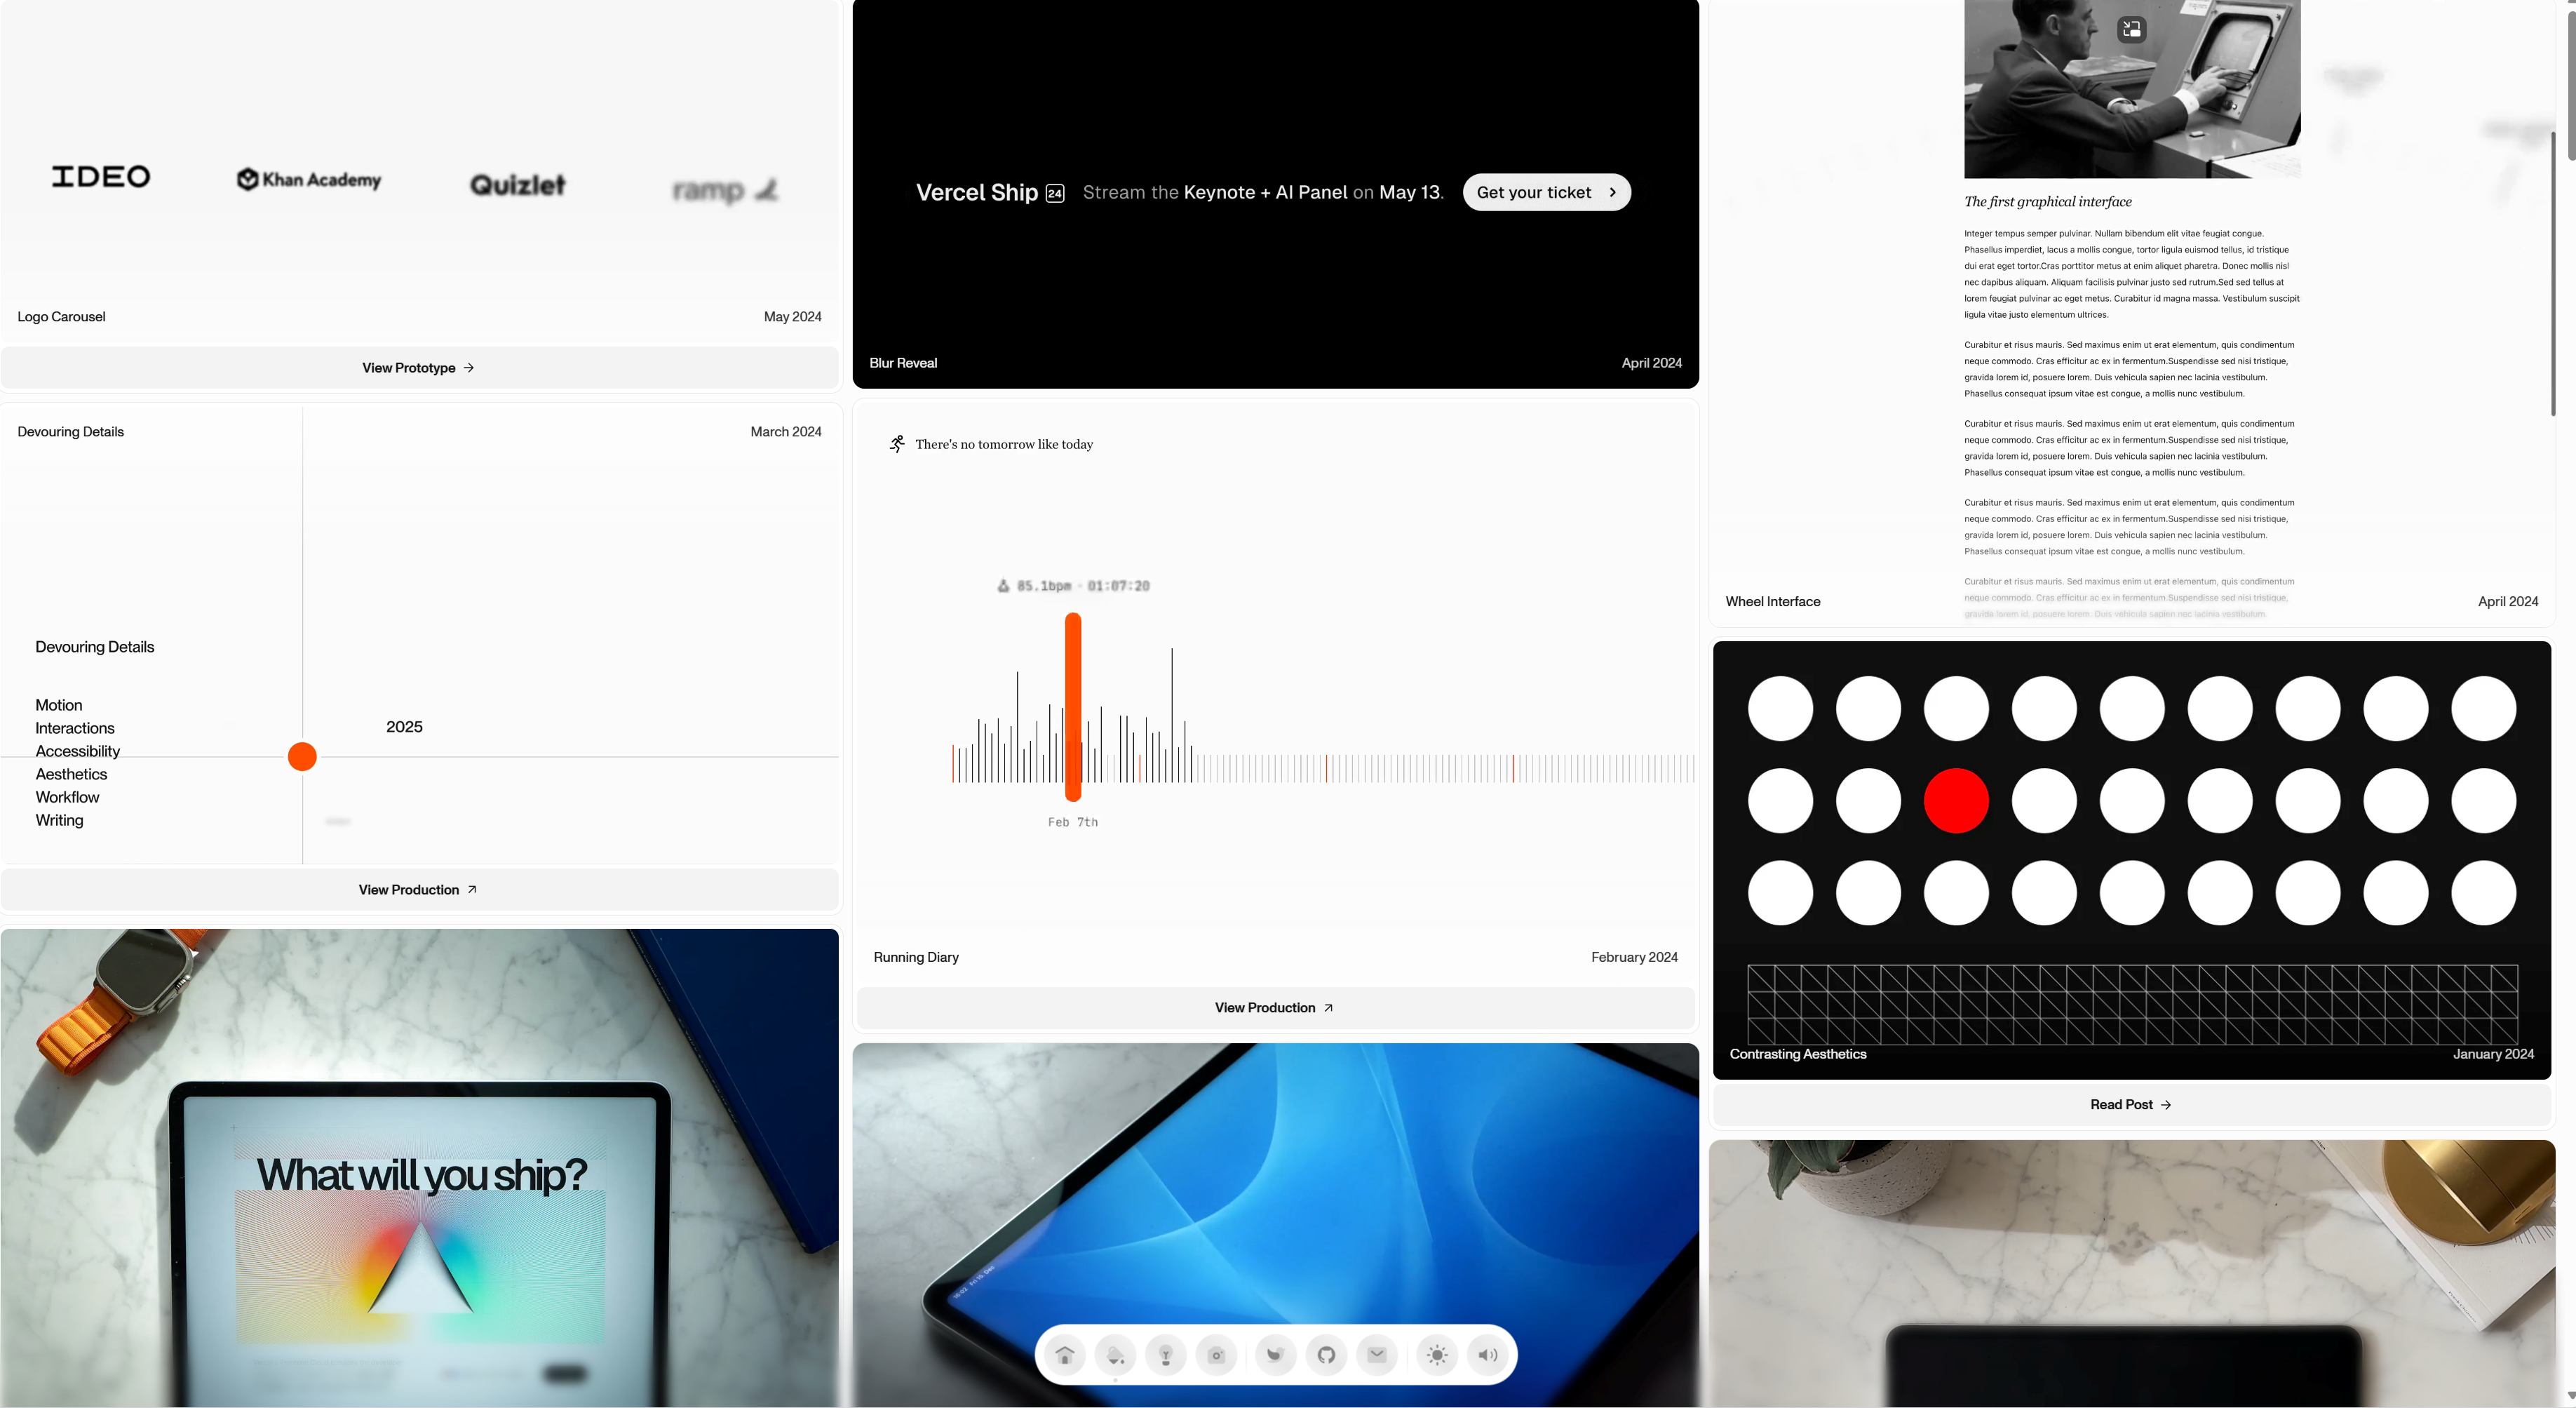 IDEO
Khan Academy
Quizlet
ramp
Logo Carousel
May 2024
View Prototype
Devouring Details
March 2024
Devouring Details
Motion
Interactions
Accessibility
Aesthetics
Workflow
Writing
2025
View Production
What will you ship?
Vercel Ship 24 Stream the Keynote + AI Panel on May 13. Get your ticket
Blur Reveal
April 2024
There's no tomorrow like today
85.1bpm · 01:07:20
Feb 7th
Running Diary
February 2024
View Production
The first graphical interface
Integer tempus semper pulvinar. Nullam bibendum elit vitae feugiat congue.
Phasellus imperdiet, lacus a mollis congue, tortor ligula euismod tellus, id tristique
dui erat eget tortor.Cras porttitor metus at enim aliquet pharetra. Donec mollis nisl
nec dapibus aliquam. Aliquam facilisis pulvinar justo sed rutrum.Sed sed tellus at
lorem feugiat pulvinar ac eget metus. Curabitur id magna massa. Vestibulum suscipit
ligula vitae justo elementum ultrices.
Curabitur et risus mauris. Sed maximus enim ut erat elementum, quis condimentum
neque commodo. Cras efficitur ac ex in fermentum.Suspendisse sed nisi tristique,
gravida lorem id, posuere lorem. Duis vehicula sapien nec lacinia vestibulum.
Phasellus consequat ipsum vitae est congue, a mollis nunc vestibulum.
Curabitur et risus mauris. Sed maximus enim ut erat elementum, quis condimentum
neque commodo. Cras efficitur ac ex in fermentum.Suspendisse sed nisi tristique,
gravida lorem id, posuere lorem. Duis vehicula sapien nec lacinia vestibulum.
Phasellus consequat ipsum vitae est congue, a mollis nunc vestibulum.
Curabitur et risus mauris. Sed maximus enim ut erat elementum, quis condimentum
neque commodo. Cras efficitur ac ex in fermentum.Suspendisse sed nisi tristique,
gravida lorem id, posuere lorem. Duis vehicula sapien nec lacinia vestibulum.
Phasellus consequat ipsum vitae est congue, a mollis nunc vestibulum.
Curabitur et risus mauris. Sed maximus enim ut erat elementum, quis condimentum
neque commodo. Cras efficitur ac ex in fermentum.Suspendisse sed nisi tristique,
gravida lorem id, posuere lorem. Duis vehicula sapien nec lacinia vestibulum.
Wheel Interface
April 2024
Contrasting Aesthetics
January 2024
Read Post